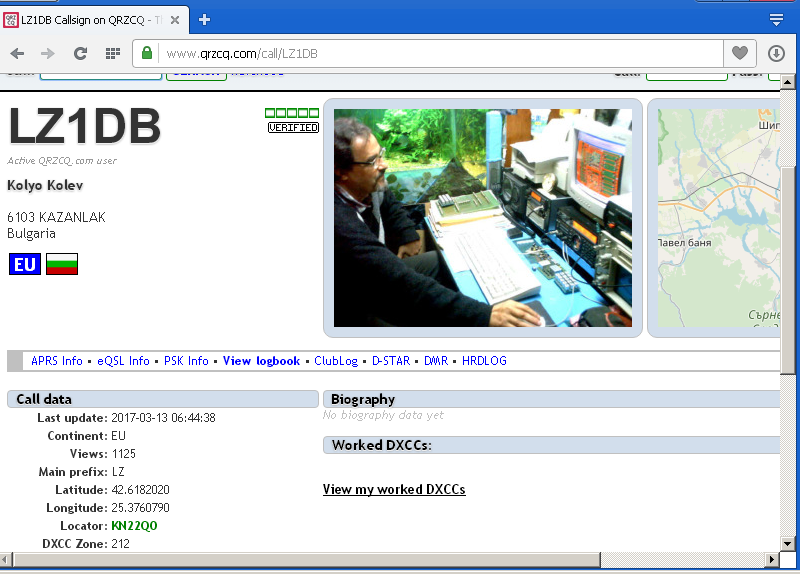 LZ1DB Callsign on QRZCQ - T
www.qrzcq.com/call/LZ1DB
LZ1DB
VERIFIED
Active QRZCQ.com user
Kolyo Kolev
6103 KAZANLAK
Bulgaria
EU
Павел баня
APRS Info • eQSL Info • PSK Info • View logbook • ClubLog • D-STAR • DMR • HRDLOG
Call data
Last update: 2017-03-13 06:44:38
Continent: EU
Views: 1125
Main prefix: LZ
Latitude: 42.6182020
Longitude: 25.3760790
Locator: KN22QO
DXCC Zone: 212
Biography
No biography data yet
Worked DXCCs:
View my worked DXCCs